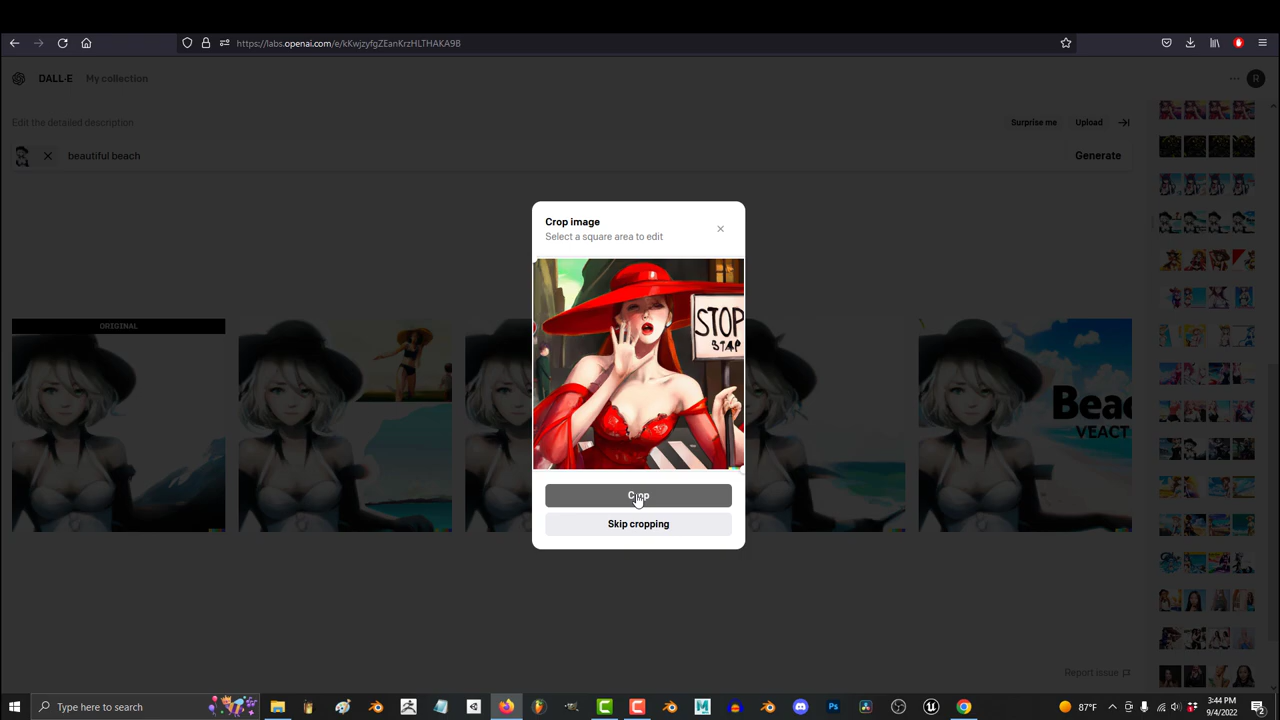 https://labs.openai.com/e/kKwjzyfgZEanKrzHLTHAKA9B
DALL·E My collection
R
Edit the detailed description
Surprise me Upload
beautiful beach
Generate
Crop image
Select a square area to edit
STOP
STAP
ORIGINAL
Beac
VEACT
Crop
Skip cropping
Report issue
Type here to search
87°F
3:44 PM
9/4/2022
2